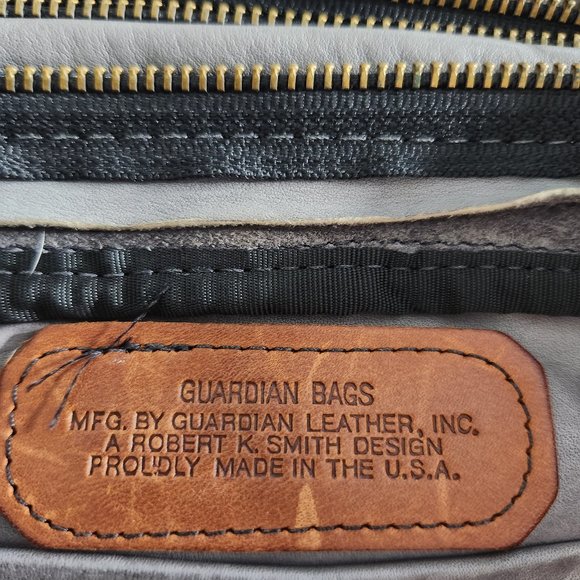 GUARDIAN BAGS
MFG. BY GUARDIAN LEATHER, INC.
A ROBERT K. SMITH DESIGN
PROUDLY MADE IN THE U.S.A.